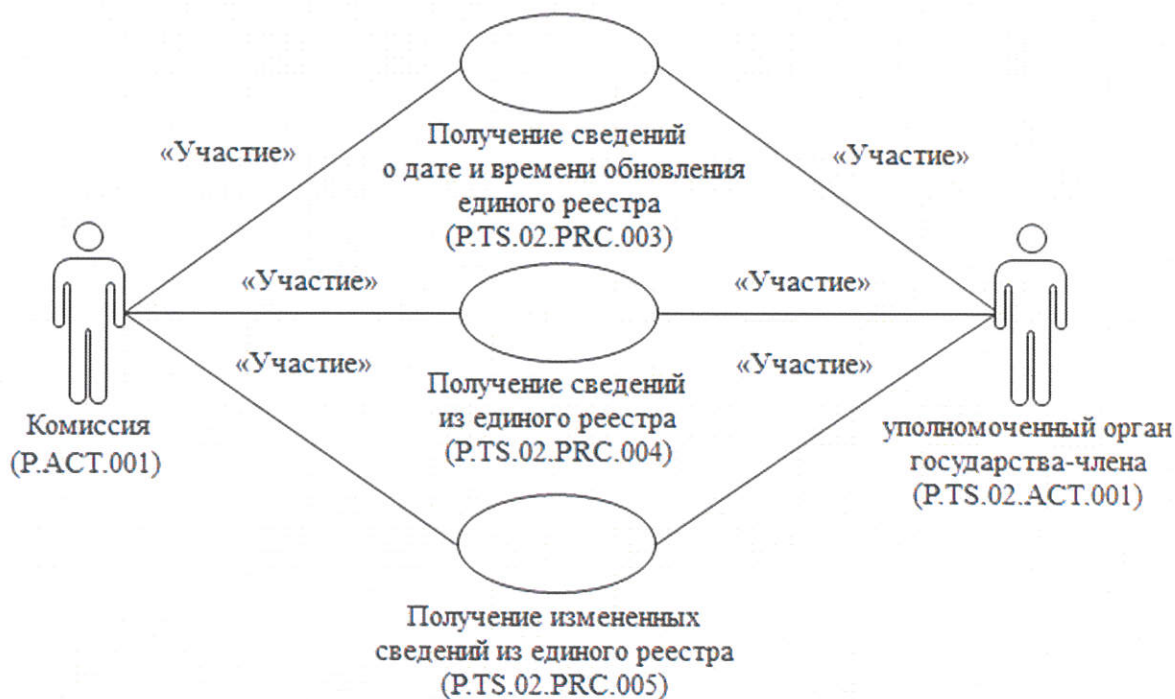 Получение сведений
о дате и времени обновления
единого реестра
(P.TS.02.PRC.003)
«Участие»
«Участие»
«Участие»
«Участие»
«Участие»
«Участие»
Получение сведений
из единого реестра
(P.TS.02.PRC.004)
Комиссия
(P.ACT.001)
уполномоченный орган
государства-члена
(P.TS.02.ACT.001)
Получение измененных
сведений из единого реестра
(P.TS.02.PRC.005)